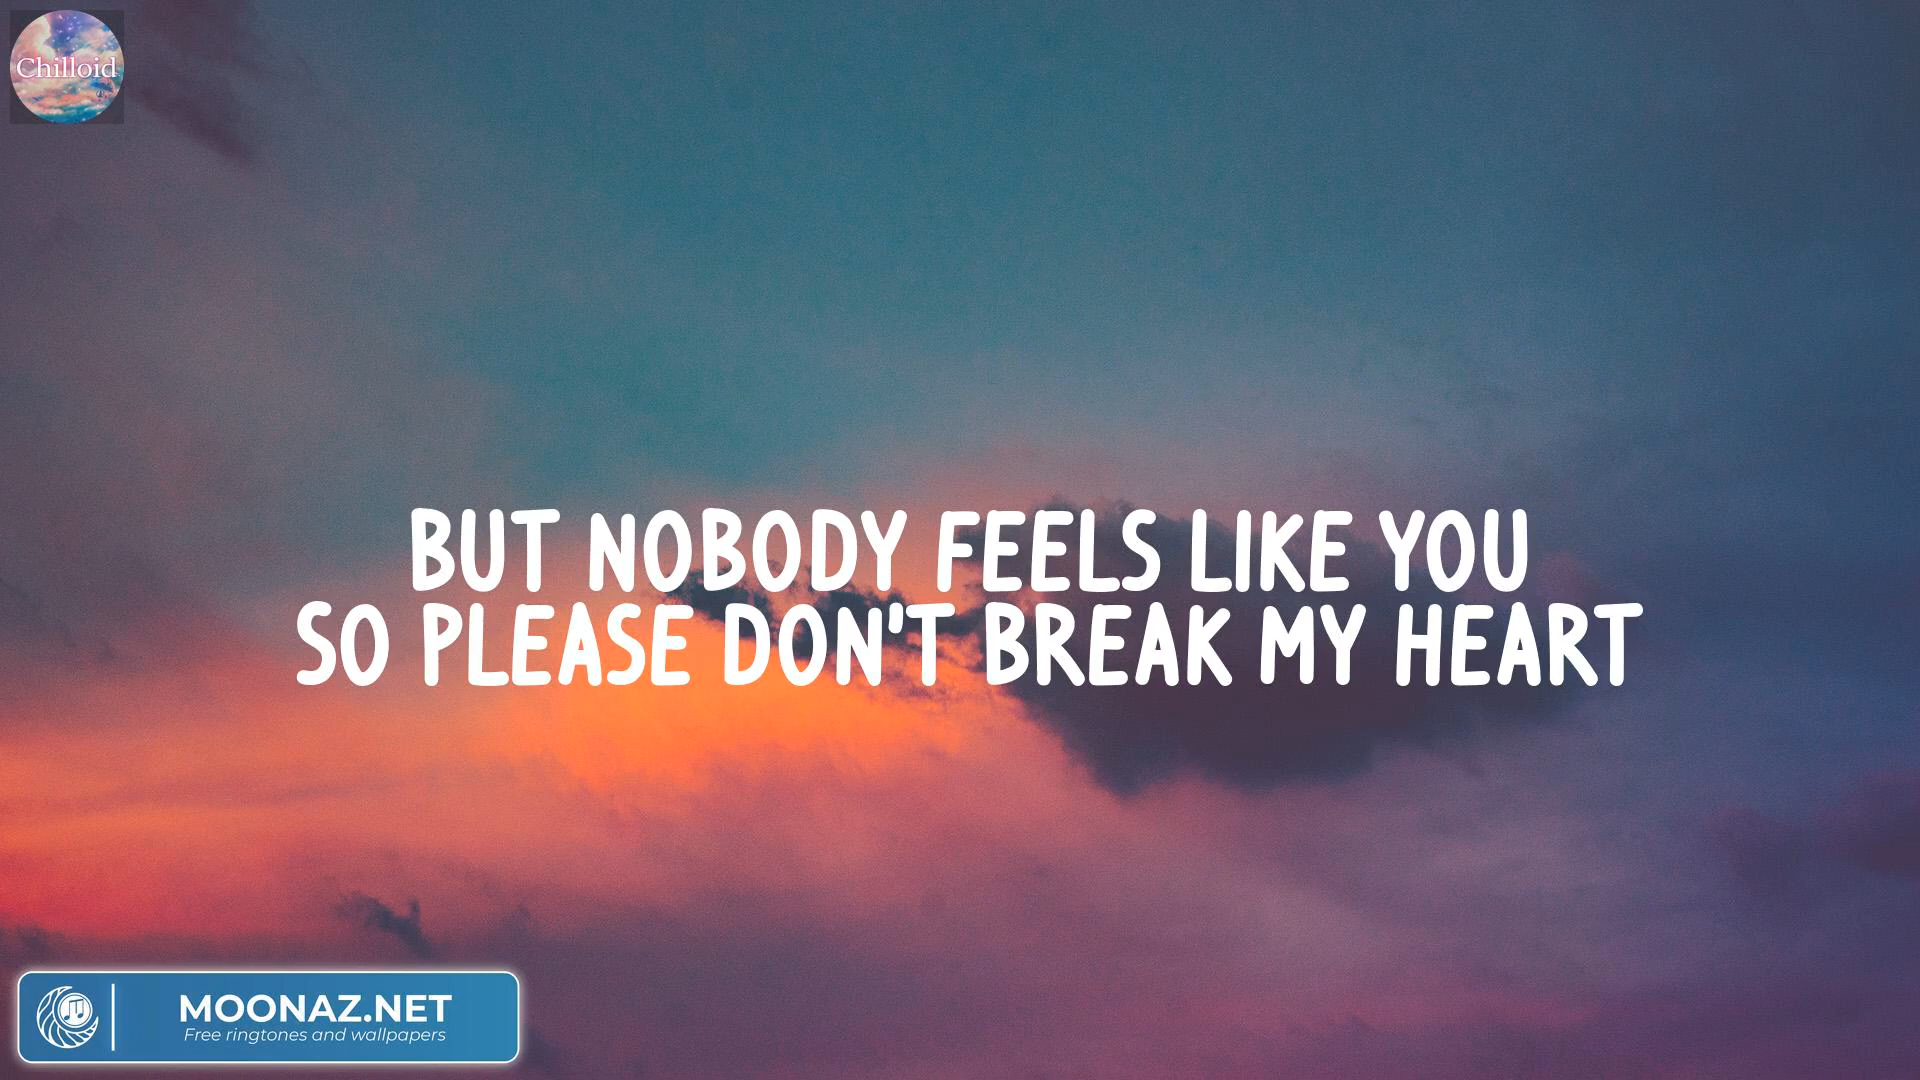 Chilloid
BUT NOBODY FEELS LIKE YOU
SO PLEASE DON'T BREAK MY HEART
MOONAZ.NET
Free ringtones and wallpapers